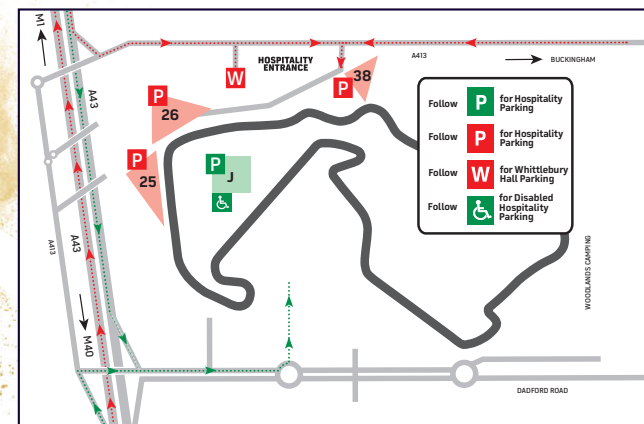 M1
A43
HOSPITALITY
ENTRANCE
A413
BUCKINGHAM
W
P
38
P
26
P
25
P
J
Follow P for Hospitality
Parking
Follow P for Hospitality
Parking
Follow W for Whittlebury
Hall Parking
Follow for Disabled
Hospitality
Parking
A413
A43
M40
WOODLANDS CAMPING
DADFORD ROAD